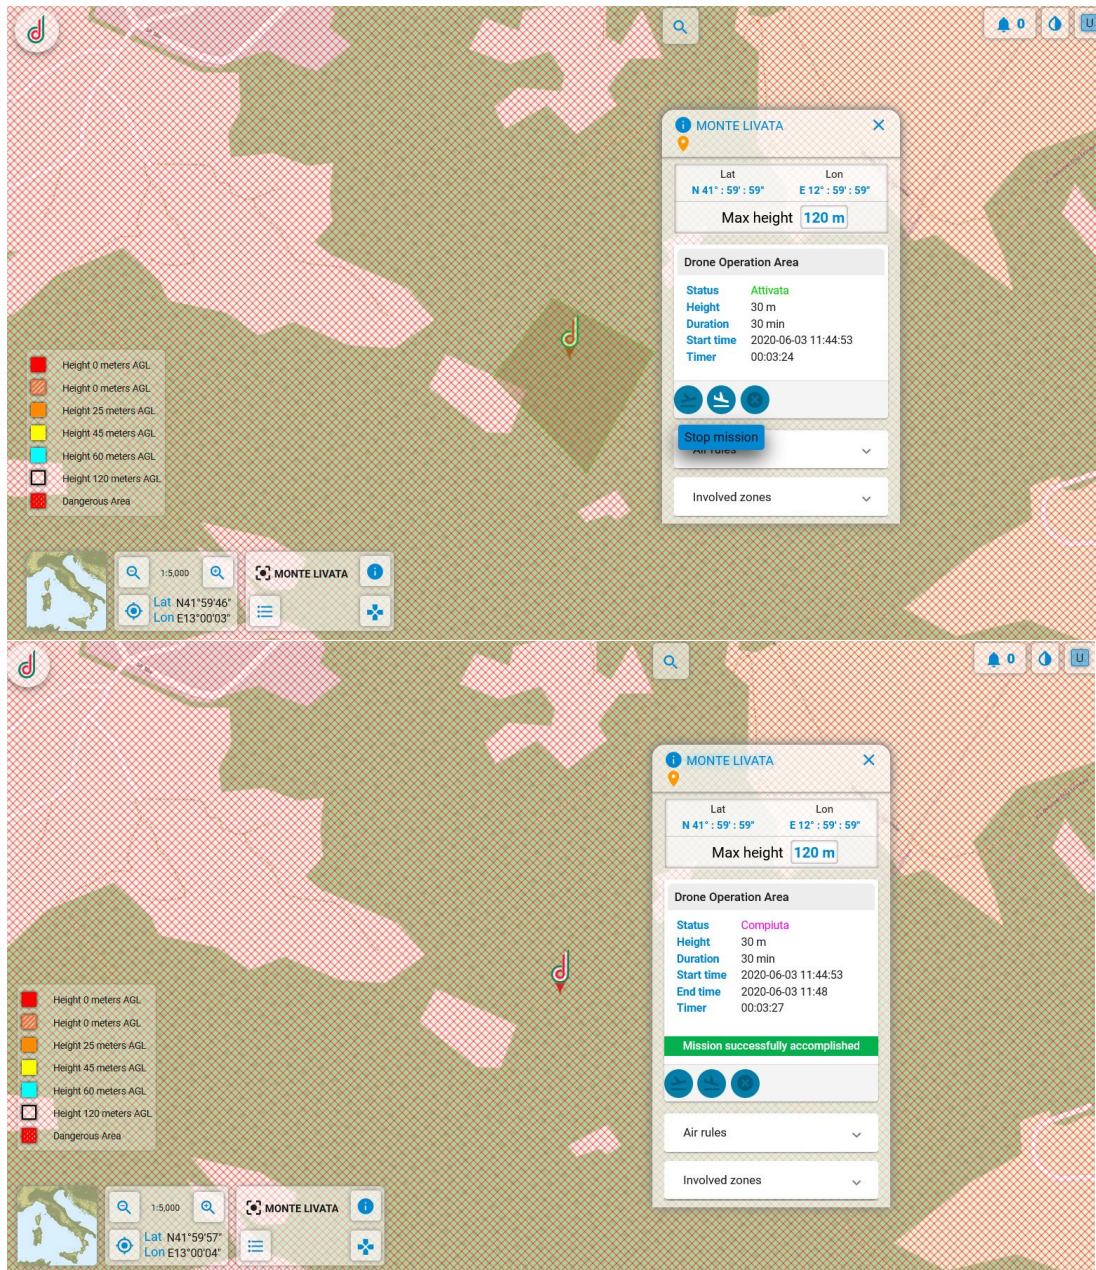 0
U
MONTE LIVATA
Lat Lon
N 41° : 59' : 59" E 12° : 59' : 59"
Max height 120 m
Drone Operation Area
Status Attivata
Height 30 m
Duration 30 min
Start time 2020-06-03 11:44:53
Timer 00:03:24
Stop mission
Air rules
Involved zones
Height 0 meters AGL
Height 0 meters AGL
Height 25 meters AGL
Height 45 meters AGL
Height 60 meters AGL
Height 120 meters AGL
Dangerous Area
1:5,000
MONTE LIVATA
Lat N41°59'46"
Lon E13°00'03"
0
U
MONTE LIVATA
Lat Lon
N 41° : 59' : 59" E 12° : 59' : 59"
Max height 120 m
Drone Operation Area
Status Compiuta
Height 30 m
Duration 30 min
Start time 2020-06-03 11:44:53
End time 2020-06-03 11:48
Timer 00:03:27
Mission successfully accomplished
Air rules
Involved zones
Height 0 meters AGL
Height 0 meters AGL
Height 25 meters AGL
Height 45 meters AGL
Height 60 meters AGL
Height 120 meters AGL
Dangerous Area
1:5,000
MONTE LIVATA
Lat N41°59'57"
Lon E13°00'04"